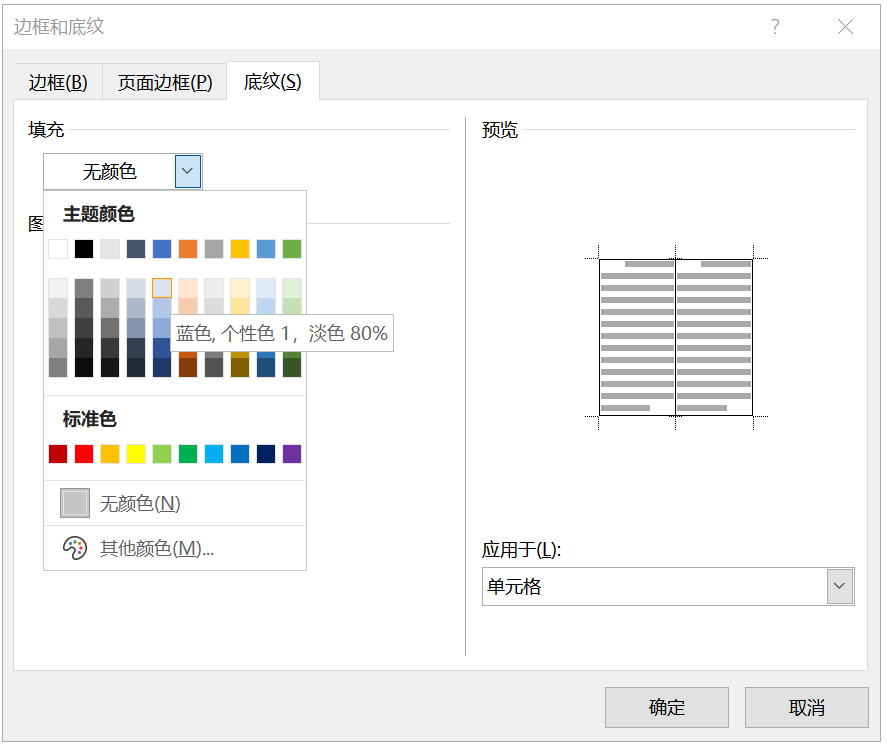 边框和底纹
?
边框(B)
页面边框(P)
底纹(S)
填充
无颜色
主题颜色
蓝色, 个性色 1，淡色 80%
标准色
无颜色(N)
其他颜色(M)...
图
预览
应用于(L):
单元格
确定
取消